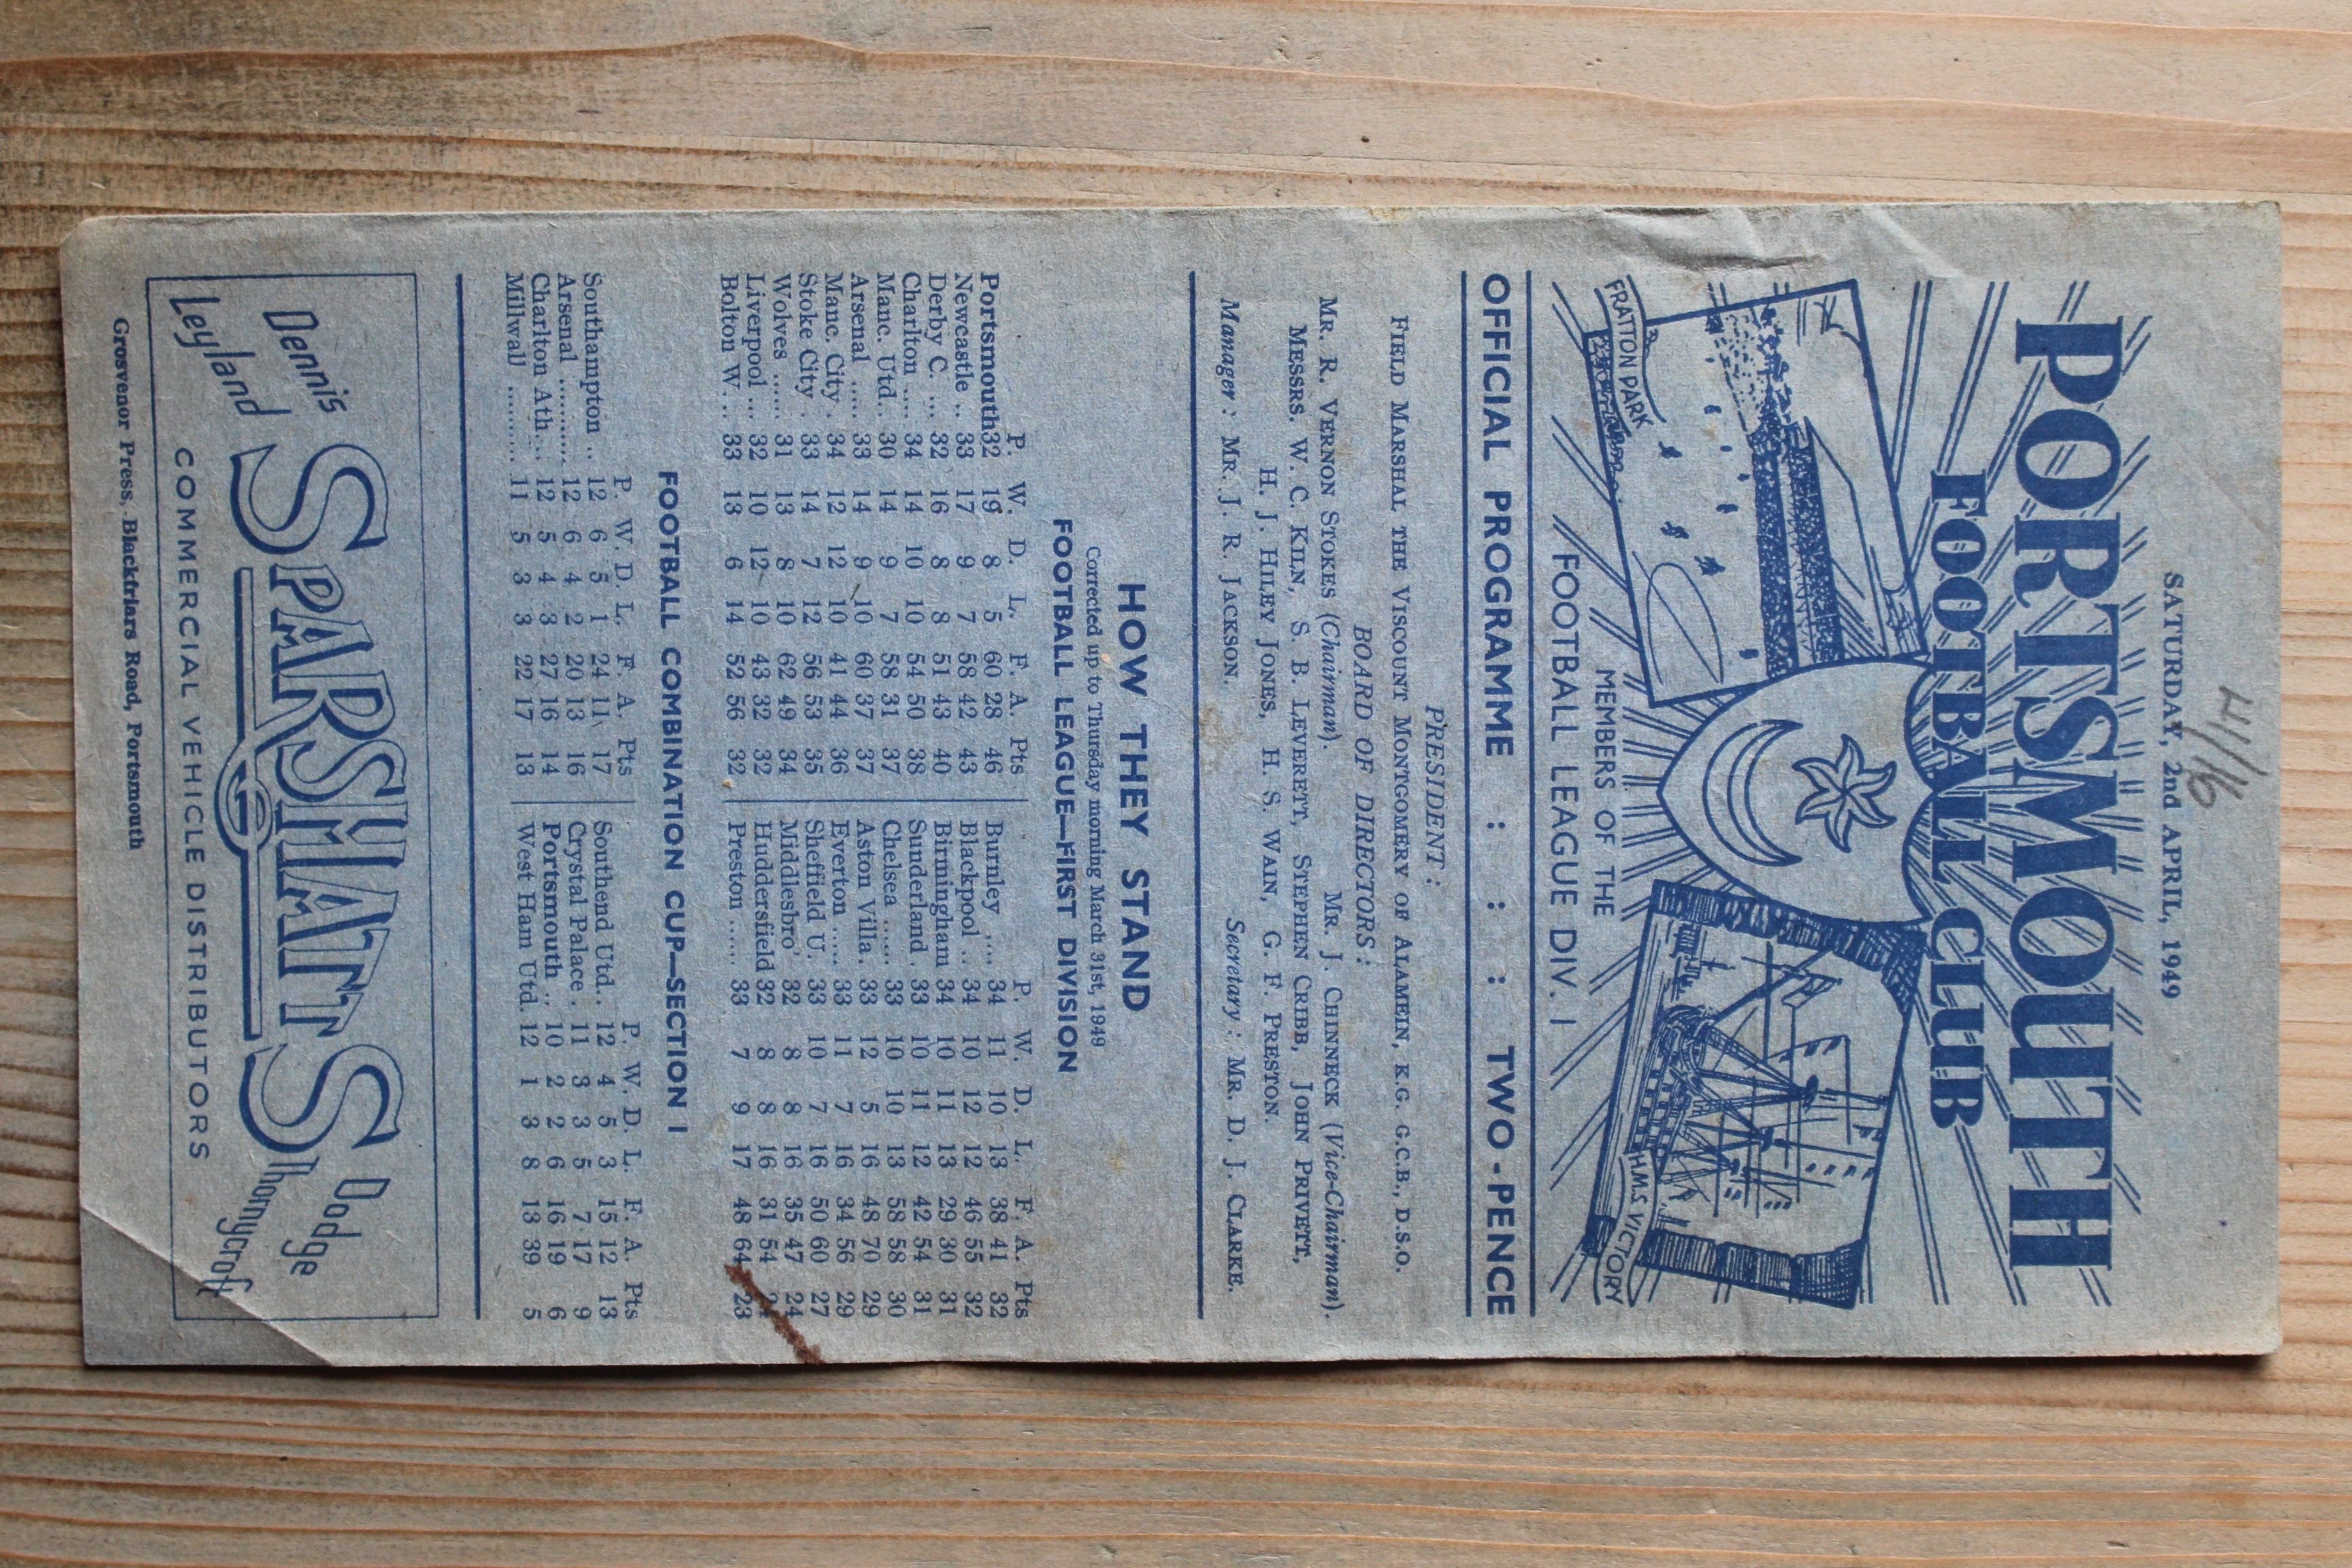 SATURDAY, 2nd APRIL, 1949
PORTSMOUTH
FOOTBALL CLUB
FRATTON PARK
H.M.S. VICTORY
MEMBERS OF THE
FOOTBALL LEAGUE DIV. I
OFFICIAL PROGRAMME : : : TWO-PENCE
PRESIDENT :
FIELD MARSHAL THE VISCOUNT MONTGOMERY OF ALAMEIN, K.G. G.C.B., D.S.O.
BOARD OF DIRECTORS :
MR. R. VERNON STOKES (Chairman). MR. J. CHINNECK (Vice-Chairman).
MESSRS. W. C. KILN, S. B. LEVERETT, STEPHEN CRIBB, JOHN PRIVETT,
H. J. HILEY JONES, H. S. WAIN, G. F. PRESTON.
Manager : MR. J. R. JACKSON. Secretary : MR. D. J. CLARKE.
HOW THEY STAND
Corrected up to Thursday morning March 31st, 1949
FOOTBALL LEAGUE—FIRST DIVISION
P. W. D. L. F. A. Pts P. W. D. L. F. A. Pts
Portsmouth 32 19 8 5 60 28 46 Burnley .... 34 11 10 13 38 41 32
Newcastle .. 33 17 9 7 58 42 43 Blackpool .. 34 10 12 12 46 55 32
Derby C. .... 32 16 8 8 51 43 40 Birmingham 34 10 11 13 29 30 31
Charlton ..... 34 14 10 10 54 50 38 Sunderland . 33 10 11 12 42 54 31
Manc. Utd.. 30 14 9 7 58 31 37 Chelsea ...... 33 10 10 13 58 58 30
Arsenal ..... 33 14 9 10 60 37 37 Aston Villa . 33 12 5 16 48 70 29
Manc. City . 34 12 12 10 41 44 36 Everton ...... 33 11 7 16 34 56 29
Stoke City . 33 14 7 12 56 53 35 Sheffield U. 33 10 7 16 50 60 27
Wolves ...... 31 13 8 10 62 49 34 Middlesbro' 32 8 8 16 35 47 24
Liverpool ... 32 10 12 10 43 32 32 Huddersfield 32 8 8 16 31 54
Bolton W. .. 33 13 6 14 52 56 32 Preston ...... 33 7 9 17 48 64 23
FOOTBALL COMBINATION CUP—SECTION I
P. W. D. L. F. A. Pts P. W. D. L. F. A. Pts
Southampton .. 12 6 5 1 24 11 17 Southend Utd.. 12 4 5 3 15 12 13
Arsenal .......... 12 6 4 2 20 13 16 Crystal Palace . 11 3 3 5 7 17 9
Charlton Ath... 12 5 4 3 27 16 14 Portsmouth .. 10 2 2 6 16 19 6
Millwall .......... 11 5 3 3 22 17 13 West Ham Utd. 12 1 3 8 13 39 5
Dennis
Leyland
SPARSHATTS
Dodge
Thornycroft
COMMERCIAL VEHICLE DISTRIBUTORS
Grosvenor Press, Blackfriars Road, Portsmouth